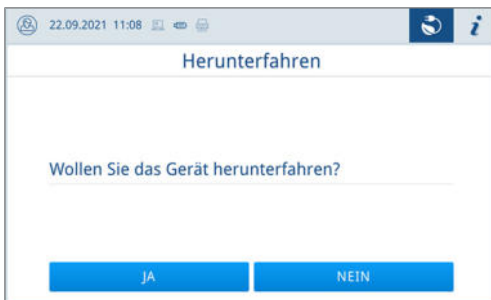 22.09.2021 11:08
i
Herunterfahren
Wollen Sie das Gerät herunterfahren?
JA
NEIN